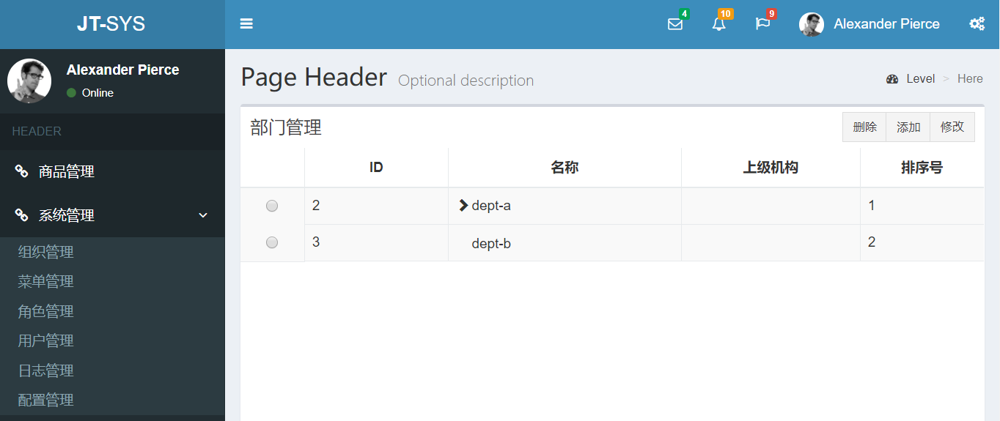 JT-SYS
4
10
9
Alexander Pierce
Alexander Pierce
Online
HEADER
商品管理
系统管理
组织管理
菜单管理
角色管理
用户管理
日志管理
配置管理
Page Header Optional description
Level > Here
部门管理
删除 添加 修改
ID 名称 上级机构 排序号
2 dept-a 1
3 dept-b 2